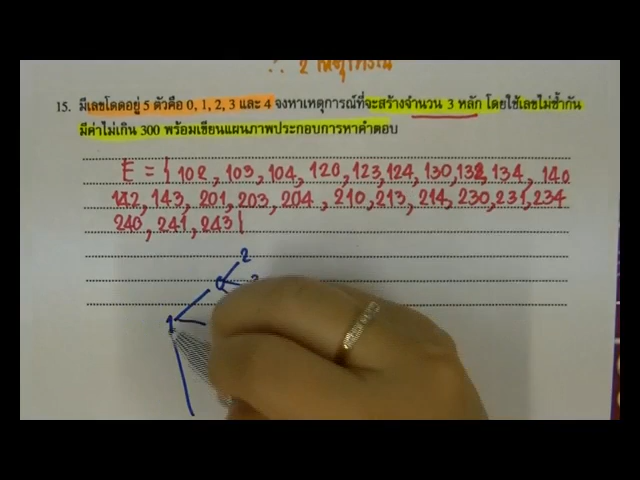 ∴ 2 เหตุการณ์
15. มีเลขโดดอยู่ 5 ตัวคือ 0, 1, 2, 3 และ 4 จงหาเหตุการณ์ที่จะสร้างจำนวน 3 หลัก โดยใช้เลขไม่ซ้ำกัน
มีค่าไม่เกิน 300 พร้อมเขียนแผนภาพประกอบการหาคำตอบ
E = { 102, 103, 104, 120, 123, 124, 130, 132, 134, 140
142, 143, 201, 203, 204, 210, 213, 214, 230, 231, 234
240, 241, 243 }
2
0
1